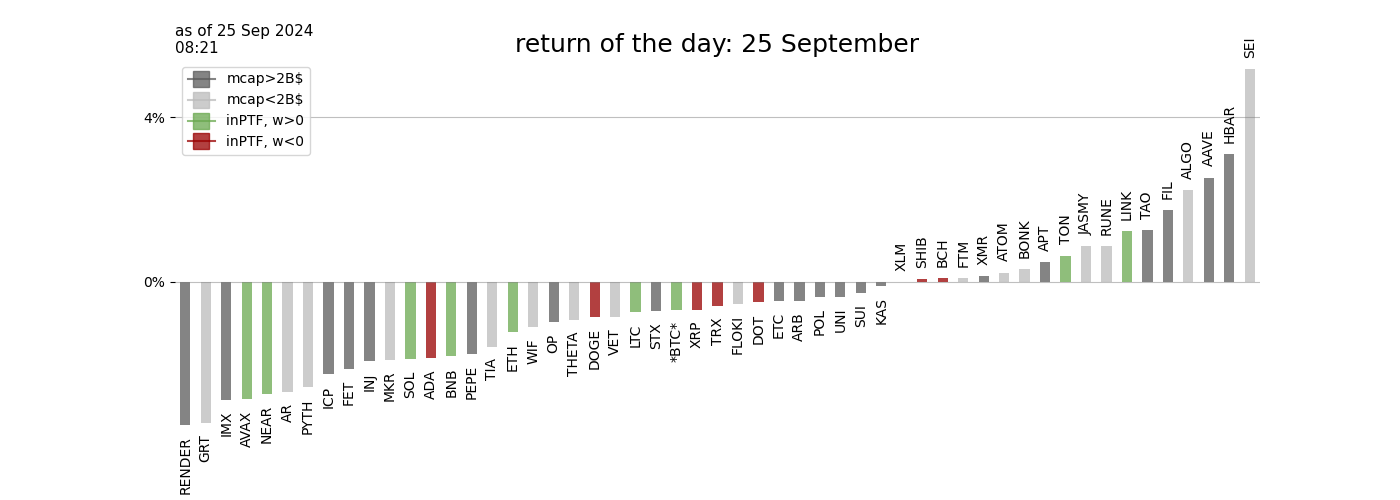 as of 25 Sep 2024
08:21
return of the day: 25 September
mcap>2B$
mcap<2B$
inPTF, w>0
inPTF, w<0
4%
0%
RENDER
GRT
IMX
AVAX
NEAR
AR
PYTH
ICP
FET
INJ
MKR
SOL
ADA
BNB
PEPE
TIA
ETH
WIF
OP
THETA
DOGE
VET
LTC
STX
*BTC*
XRP
TRX
FLOKI
DOT
ETC
ARB
POL
UNI
SUI
KAS
XLM
SHIB
BCH
FTM
XMR
ATOM
BONK
APT
TON
JASMY
RUNE
LINK
TAO
FIL
ALGO
AAVE
HBAR
SEI